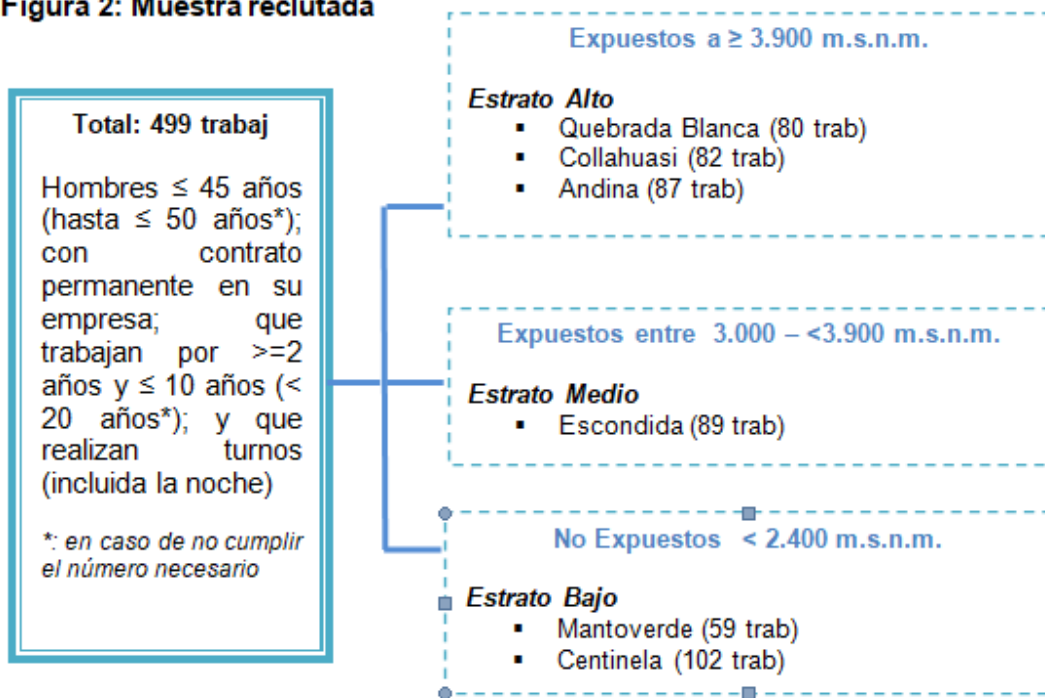 Figura 2: Muestra reclutada
Total: 499 trabaj
Hombres ≤ 45 años
(hasta ≤ 50 años*);
con contrato
permanente en su
empresa; que
trabajan por >=2
años y ≤ 10 años (<
20 años*); y que
realizan turnos
(incluida la noche)
*: en caso de no cumplir
el número necesario
Expuestos a ≥ 3.900 m.s.n.m.
Estrato Alto
▪ Quebrada Blanca (80 trab)
▪ Collahuasi (82 trab)
▪ Andina (87 trab)
Expuestos entre 3.000 – <3.900 m.s.n.m.
Estrato Medio
▪ Escondida (89 trab)
No Expuestos < 2.400 m.s.n.m.
Estrato Bajo
▪ Mantoverde (59 trab)
▪ Centinela (102 trab)